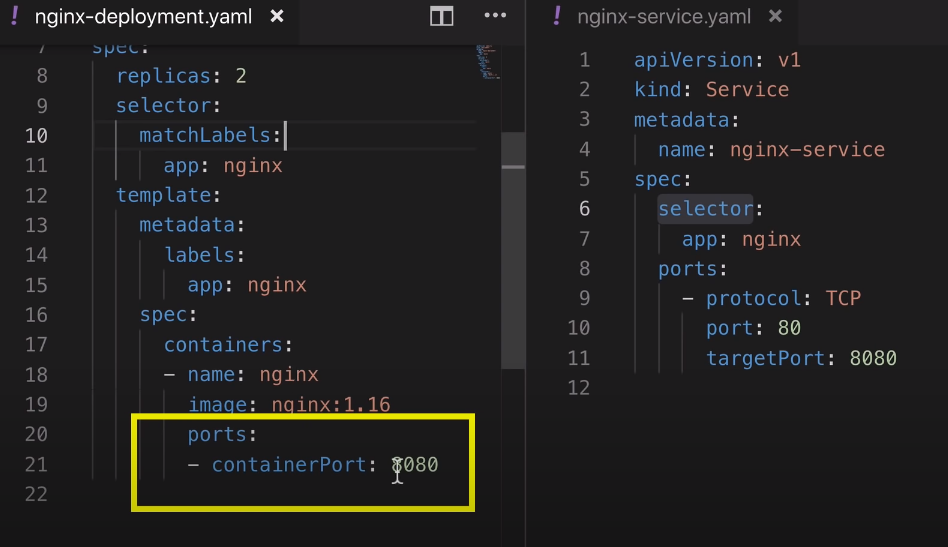 ! nginx-deployment.yaml ×
7 spec:
8 replicas: 2
9 selector:
10 matchLabels:
11 app: nginx
12 template:
13 metadata:
14 labels:
15 app: nginx
16 spec:
17 containers:
18 - name: nginx
19 image: nginx:1.16
20 ports:
21 - containerPort: 8080
22
! nginx-service.yaml ×
1 apiVersion: v1
2 kind: Service
3 metadata:
4 name: nginx-service
5 spec:
6 selector:
7 app: nginx
8 ports:
9 - protocol: TCP
10 port: 80
11 targetPort: 8080
12